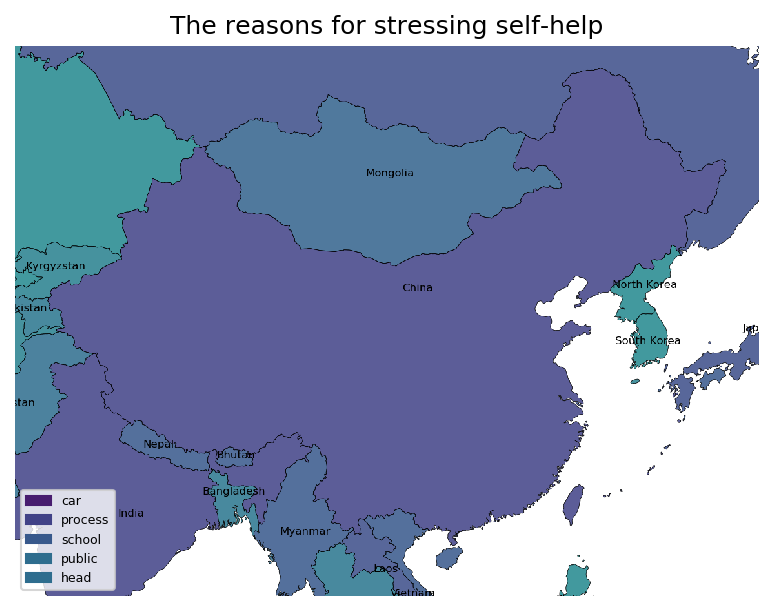 The reasons for stressing self-help
Mongolia
Kyrgyzstan
China
North Korea
kistan
Jap
South Korea
stan
Nepal
Bhutan
Bangladesh
car
process
India
school
Myanmar
public
Laos
head
Vietnam